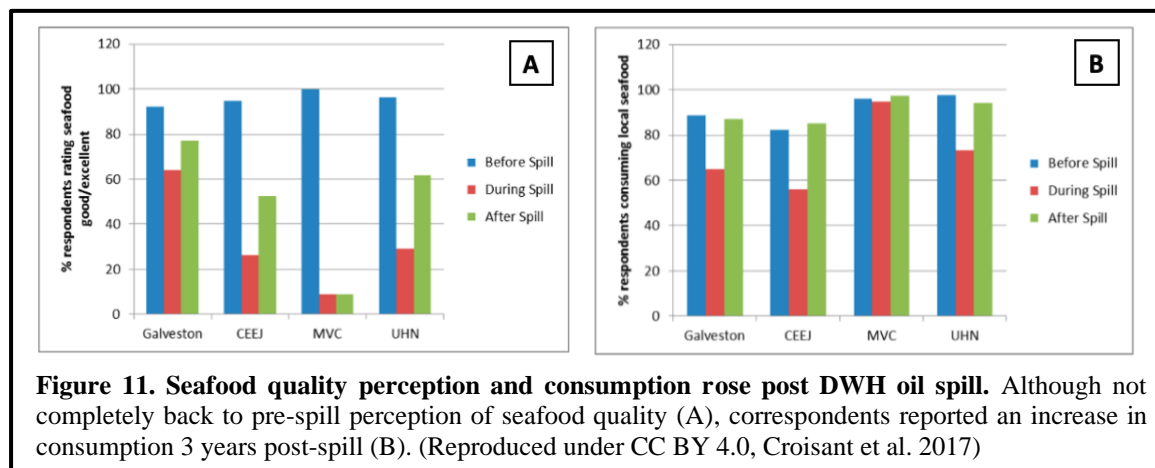 A
120
100
80
60
40
20
0
% respondents rating seafood
good/excellent
Galveston
CEEJ
MVC
UHN
Before Spill
During Spill
After Spill
B
120
100
80
60
40
20
0
% respondents consuming local seafood
Galveston
CEEJ
MVC
UHN
Before Spill
During Spill
After Spill
Figure 11. Seafood quality perception and consumption rose post DWH oil spill. Although not
completely back to pre-spill perception of seafood quality (A), correspondents reported an increase in
consumption 3 years post-spill (B). (Reproduced under CC BY 4.0, Croisant et al. 2017)